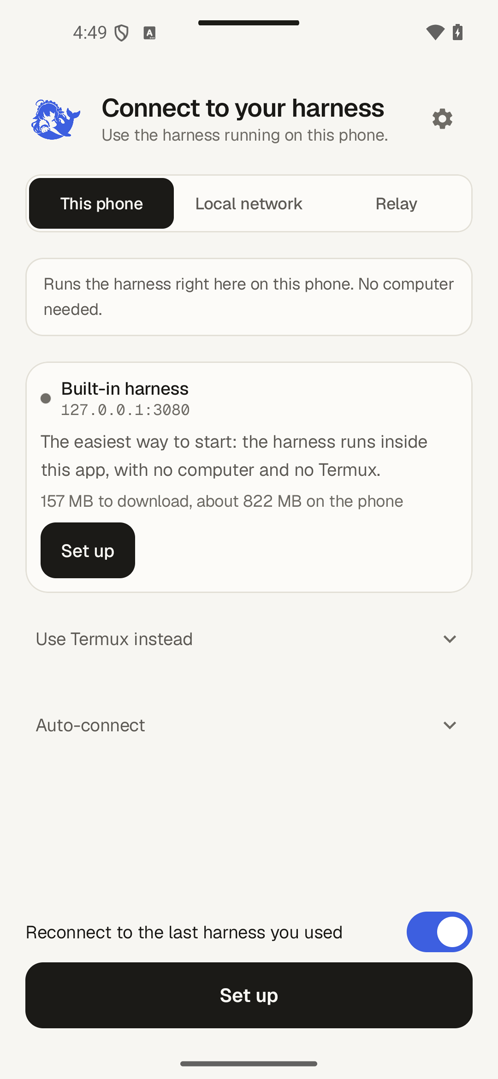 4:49
A
Connect to your harness
Use the harness running on this phone.
This phone
Local network
Relay
Runs the harness right here on this phone. No computer
needed.
Built-in harness
127.0.0.1:3080
The easiest way to start: the harness runs inside
this app, with no computer and no Termux.
157 MB to download, about 822 MB on the phone
Set up
Use Termux instead
Auto-connect
Reconnect to the last harness you used
Set up